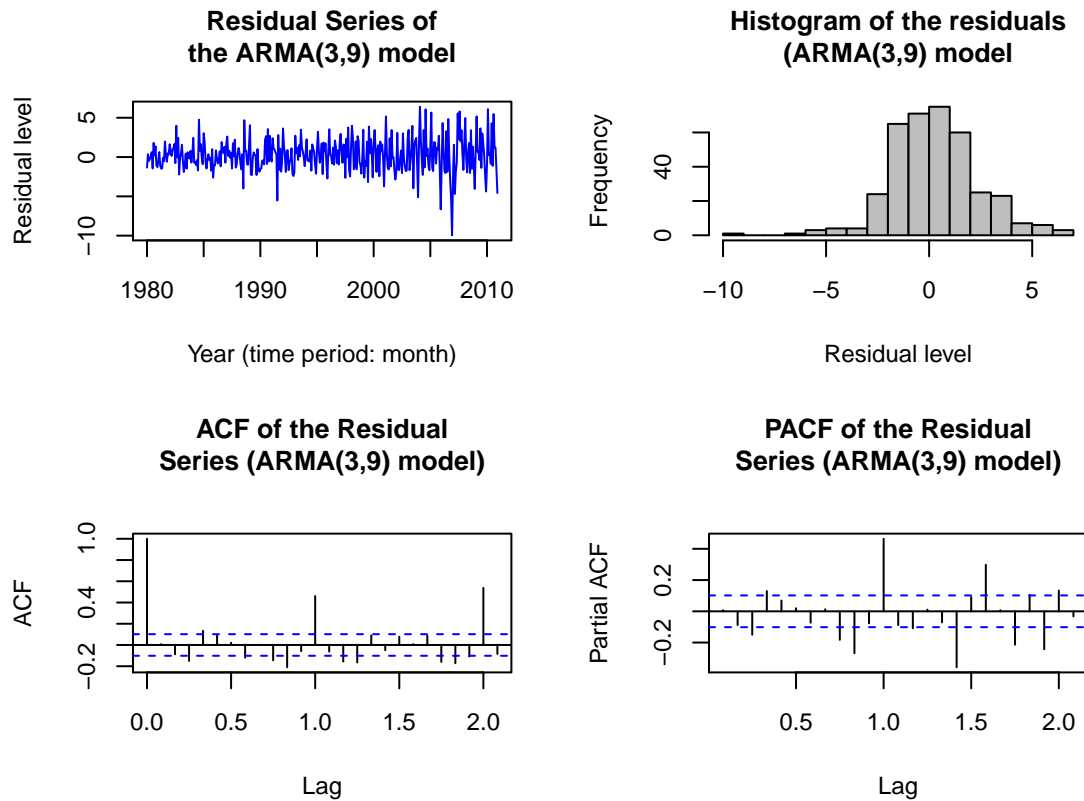 Residual Series of
the ARMA(3,9) model
Residual level
5
0
−10
1980
1990
2000
2010
Year (time period: month)
Histogram of the residuals
(ARMA(3,9) model
Frequency
40
0
−10
−5
0
5
Residual level
ACF of the Residual
Series (ARMA(3,9) model)
ACF
1.0
0.4
−0.2
0.0
0.5
1.0
1.5
2.0
Lag
PACF of the Residual
Series (ARMA(3,9) model)
Partial ACF
0.2
−0.2
0.5
1.0
1.5
2.0
Lag